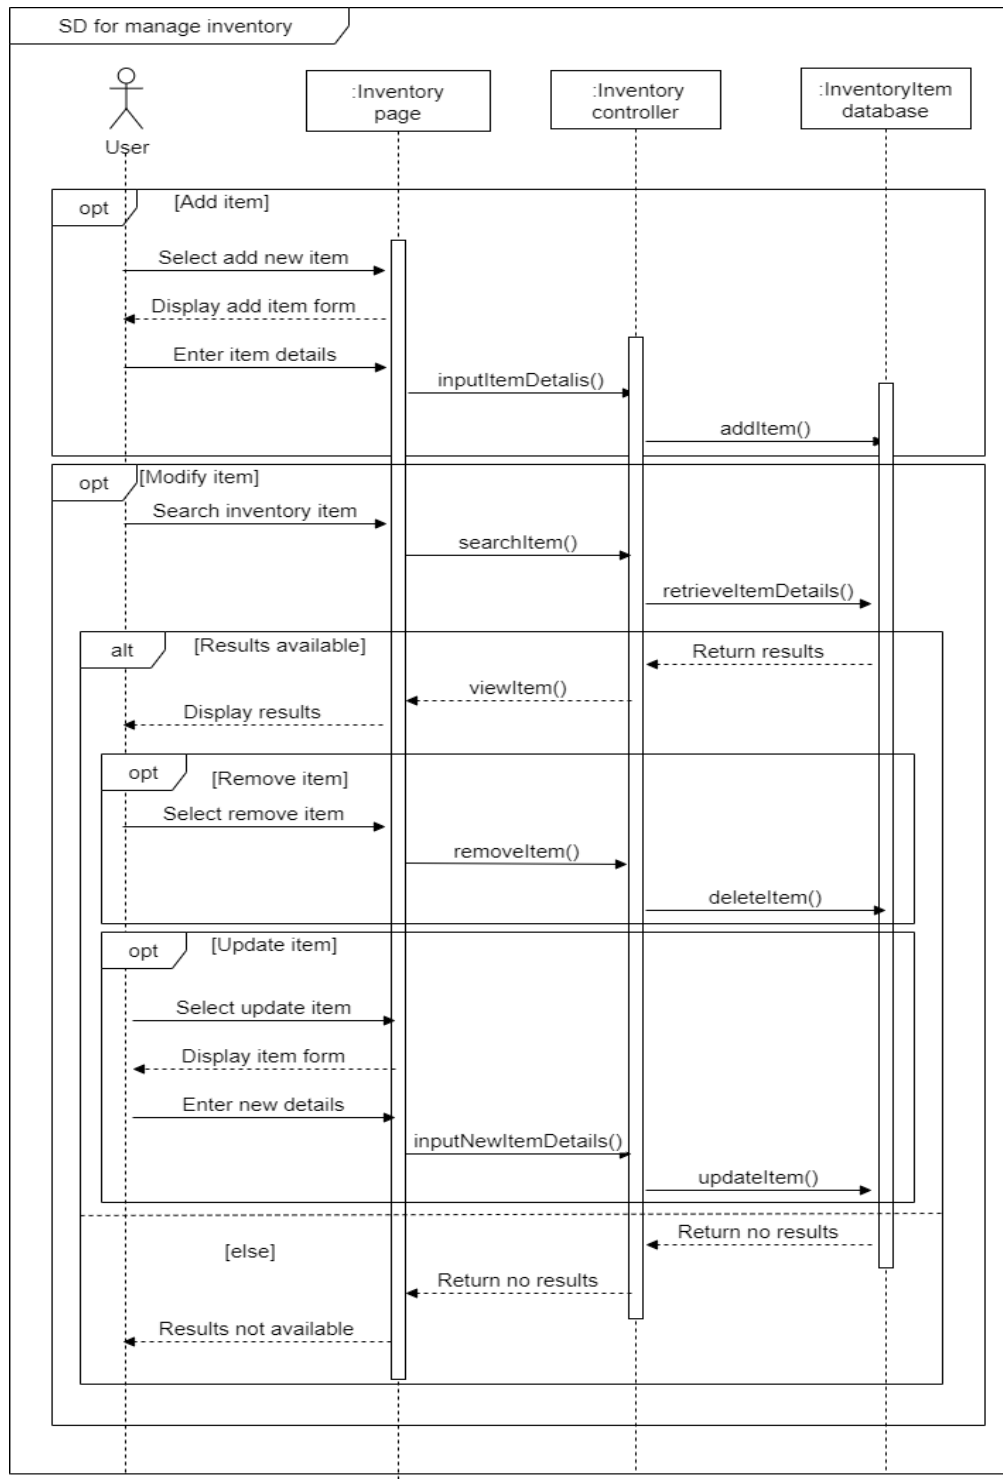 SD for manage inventory
:Inventory
page
:Inventory
controller
:InventoryItem
database
User
opt
[Add item]
Select add new item
Display add item form
Enter item details
inputItemDetalis()
addItem()
opt
[Modify item]
Search inventory item
searchItem()
retrieveItemDetails()
alt
[Results available]
Return results
viewItem()
Display results
opt
[Remove item]
Select remove item
removeItem()
deleteItem()
opt
[Update item]
Select update item
Display item form
Enter new details
inputNewItemDetails()
updateItem()
Return no results
[else]
Return no results
Results not available